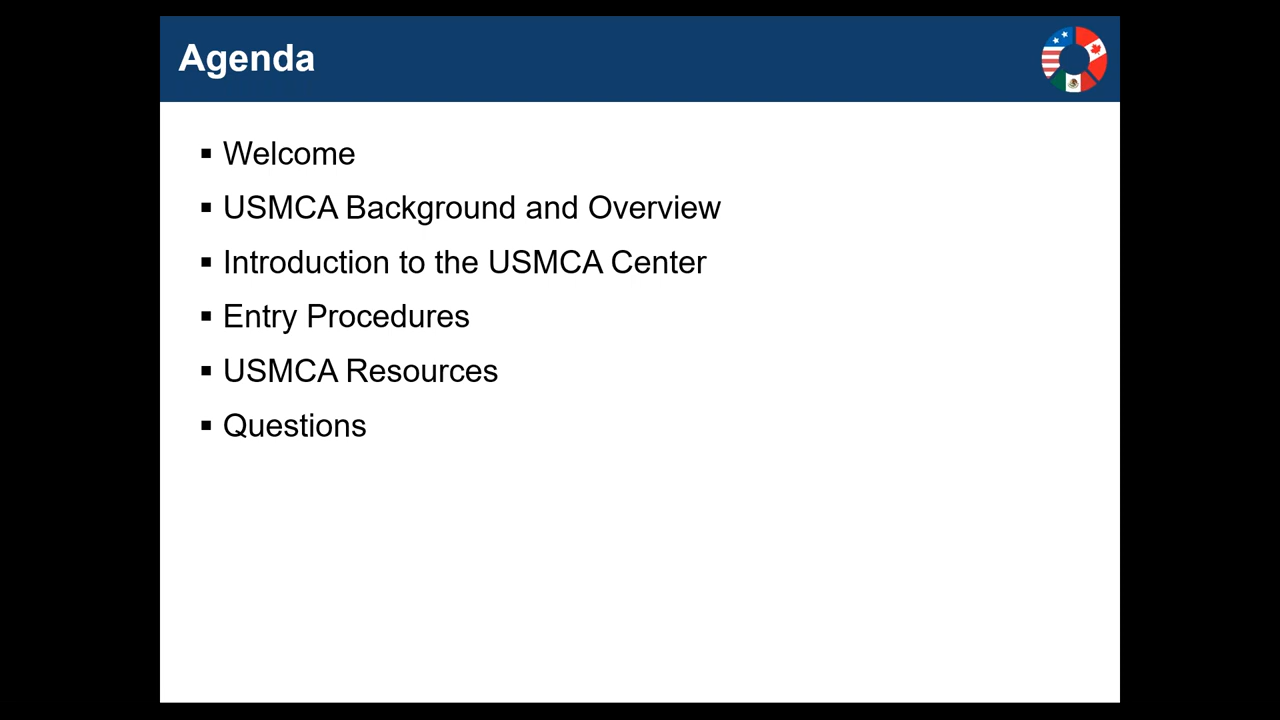 Agenda
▪ Welcome
▪ USMCA Background and Overview
▪ Introduction to the USMCA Center
▪ Entry Procedures
▪ USMCA Resources
▪ Questions